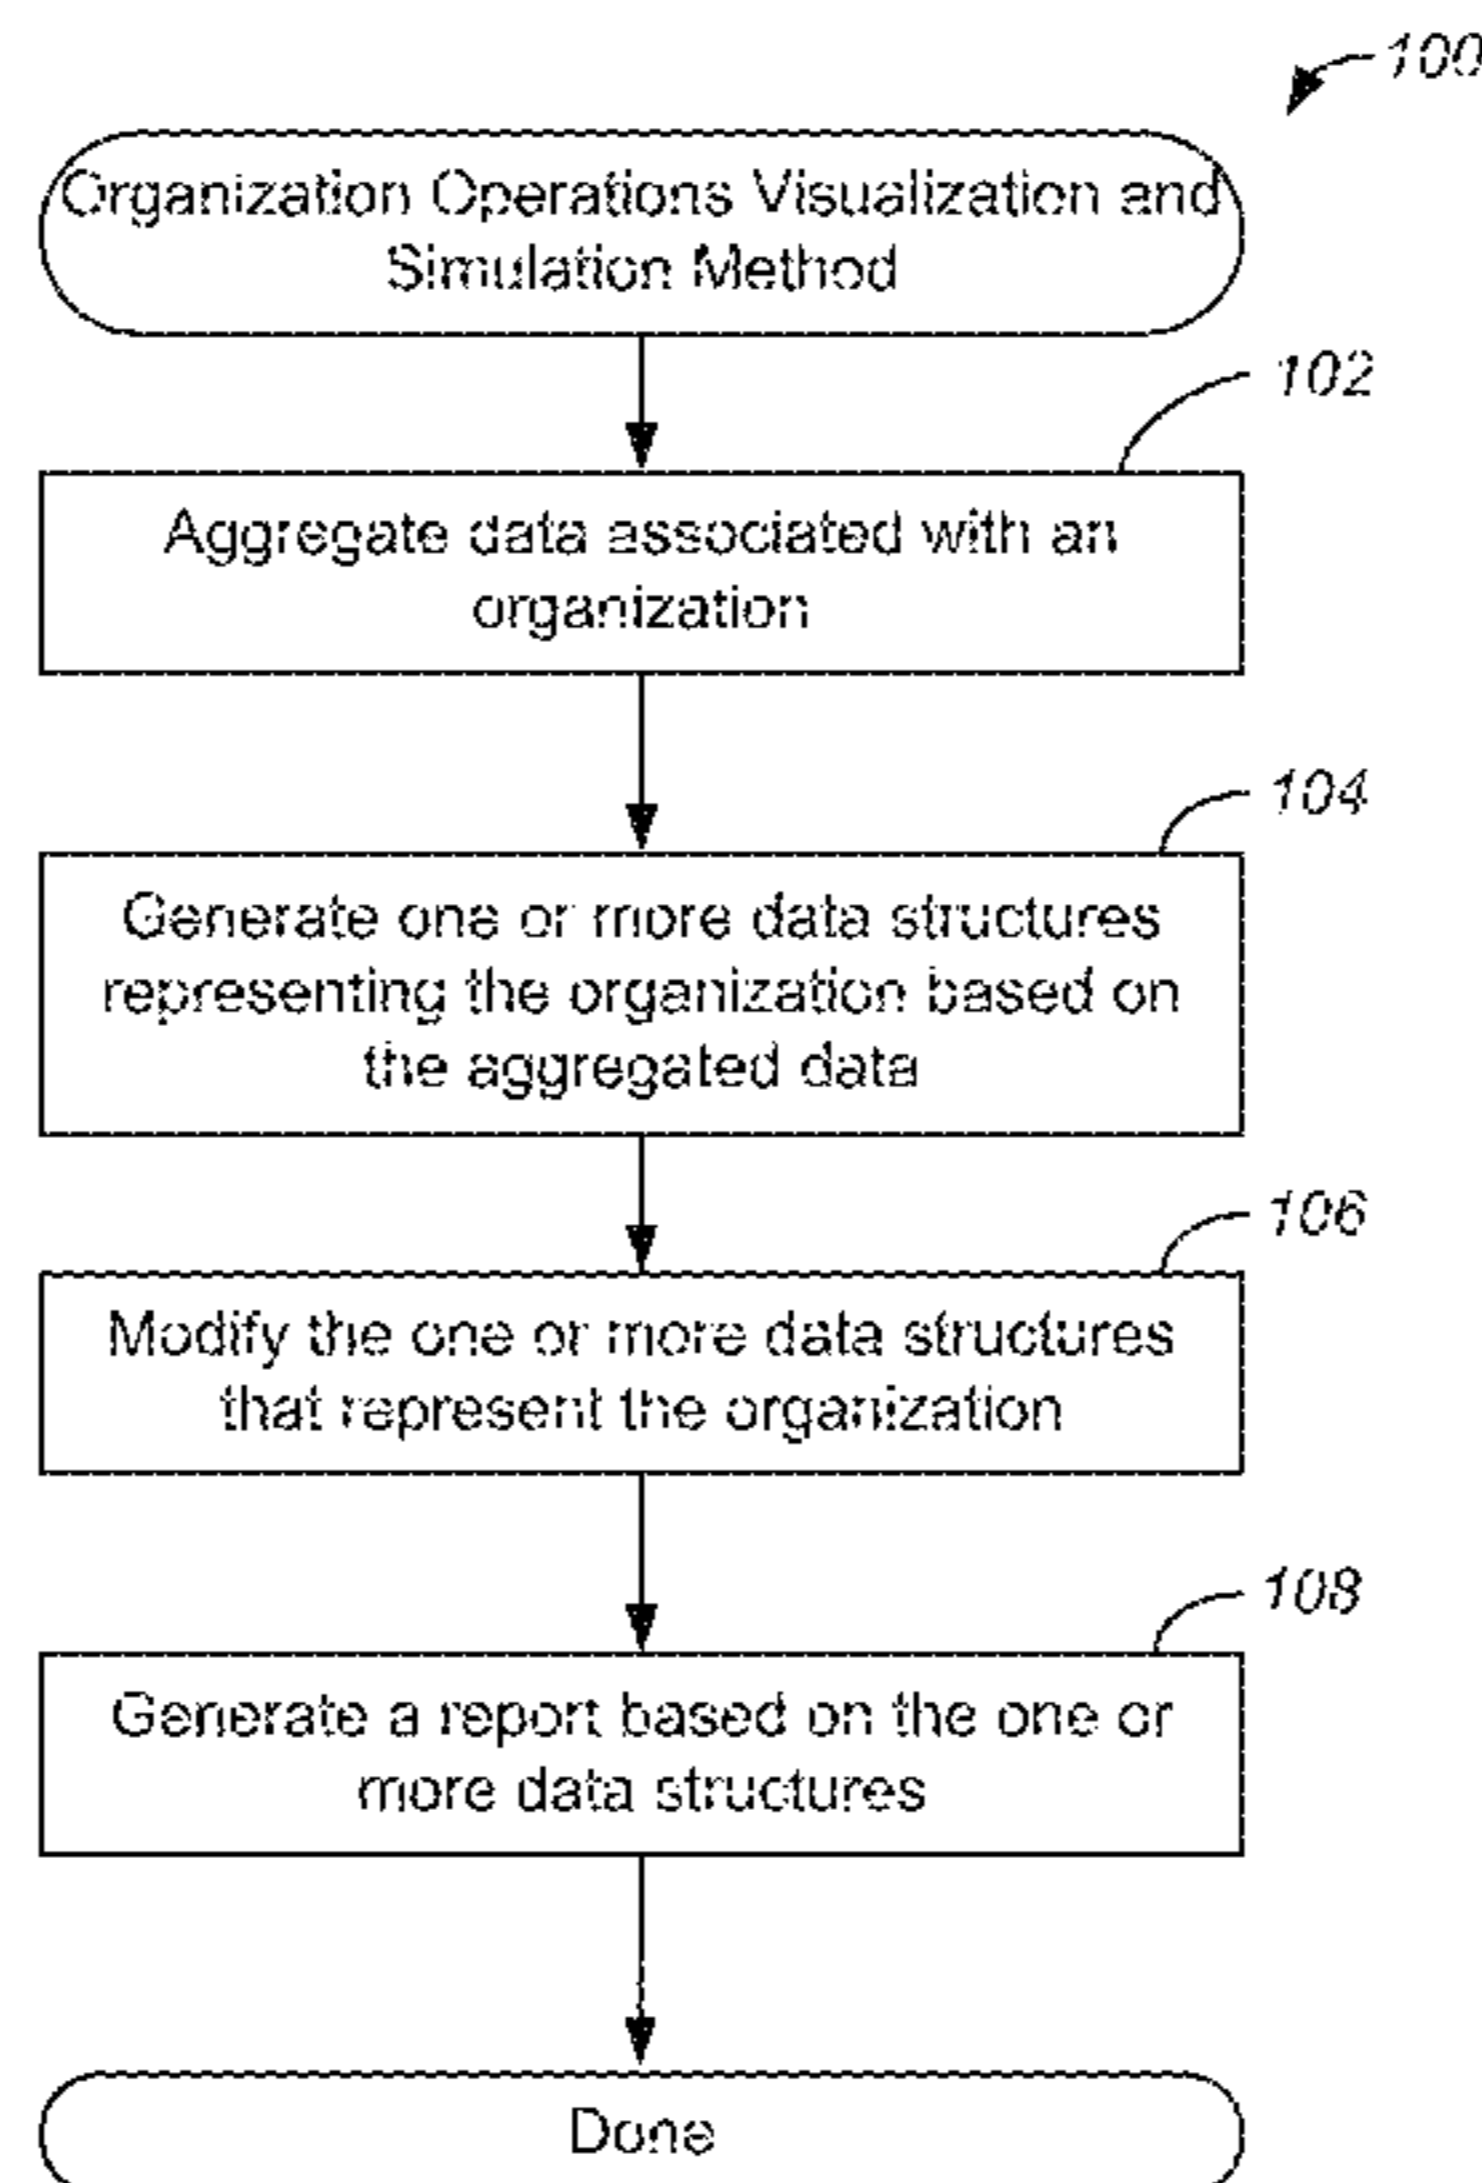 100
Organization Operations Visualization and
Simulation Method
102
Aggregate data associated with an
organization
104
Generate one or more data structures
representing the organization based on
the aggregated data
106
Modify the one or more data structures
that represent the organization
108
Generate a report based on the one or
more data structures
Done